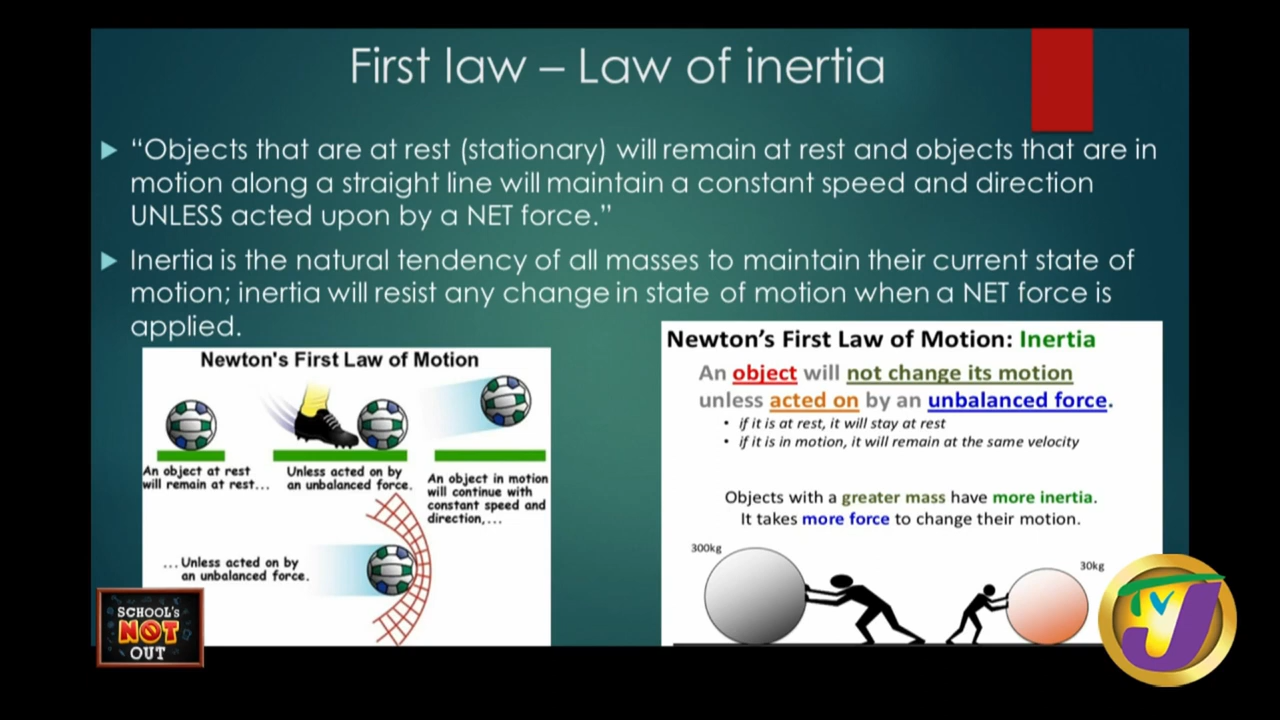 First law – Law of inertia
“Objects that are at rest (stationary) will remain at rest and objects that are in
motion along a straight line will maintain a constant speed and direction
UNLESS acted upon by a NET force.”
Inertia is the natural tendency of all masses to maintain their current state of
motion; inertia will resist any change in state of motion when a NET force is
applied.
Newton's First Law of Motion
An object at rest
will remain at rest...
Unless acted on by
an unbalanced force.
An object in motion
will continue with
constant speed and
direction,...
... Unless acted on by
an unbalanced force.
Newton’s First Law of Motion: Inertia
An object will not change its motion
unless acted on by an unbalanced force.
• if it is at rest, it will stay at rest
• if it is in motion, it will remain at the same velocity
Objects with a greater mass have more inertia.
It takes more force to change their motion.
300kg
30kg
SCHOOL's
NOT
OUT
TVJ